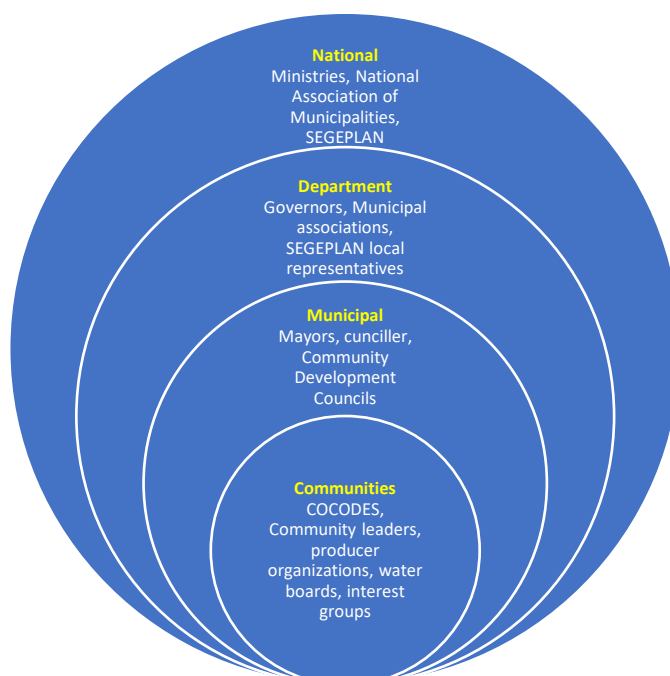 National
Ministries, National
Association of
Municipalities,
SEGEPLAN
Department
Governors, Municipal
associations,
SEGEPLAN local
representatives
Municipal
Mayors, cunciller,
Community
Development
Councils
Communities
COCODES,
Community leaders,
producer
organizations, water
boards, interest
groups